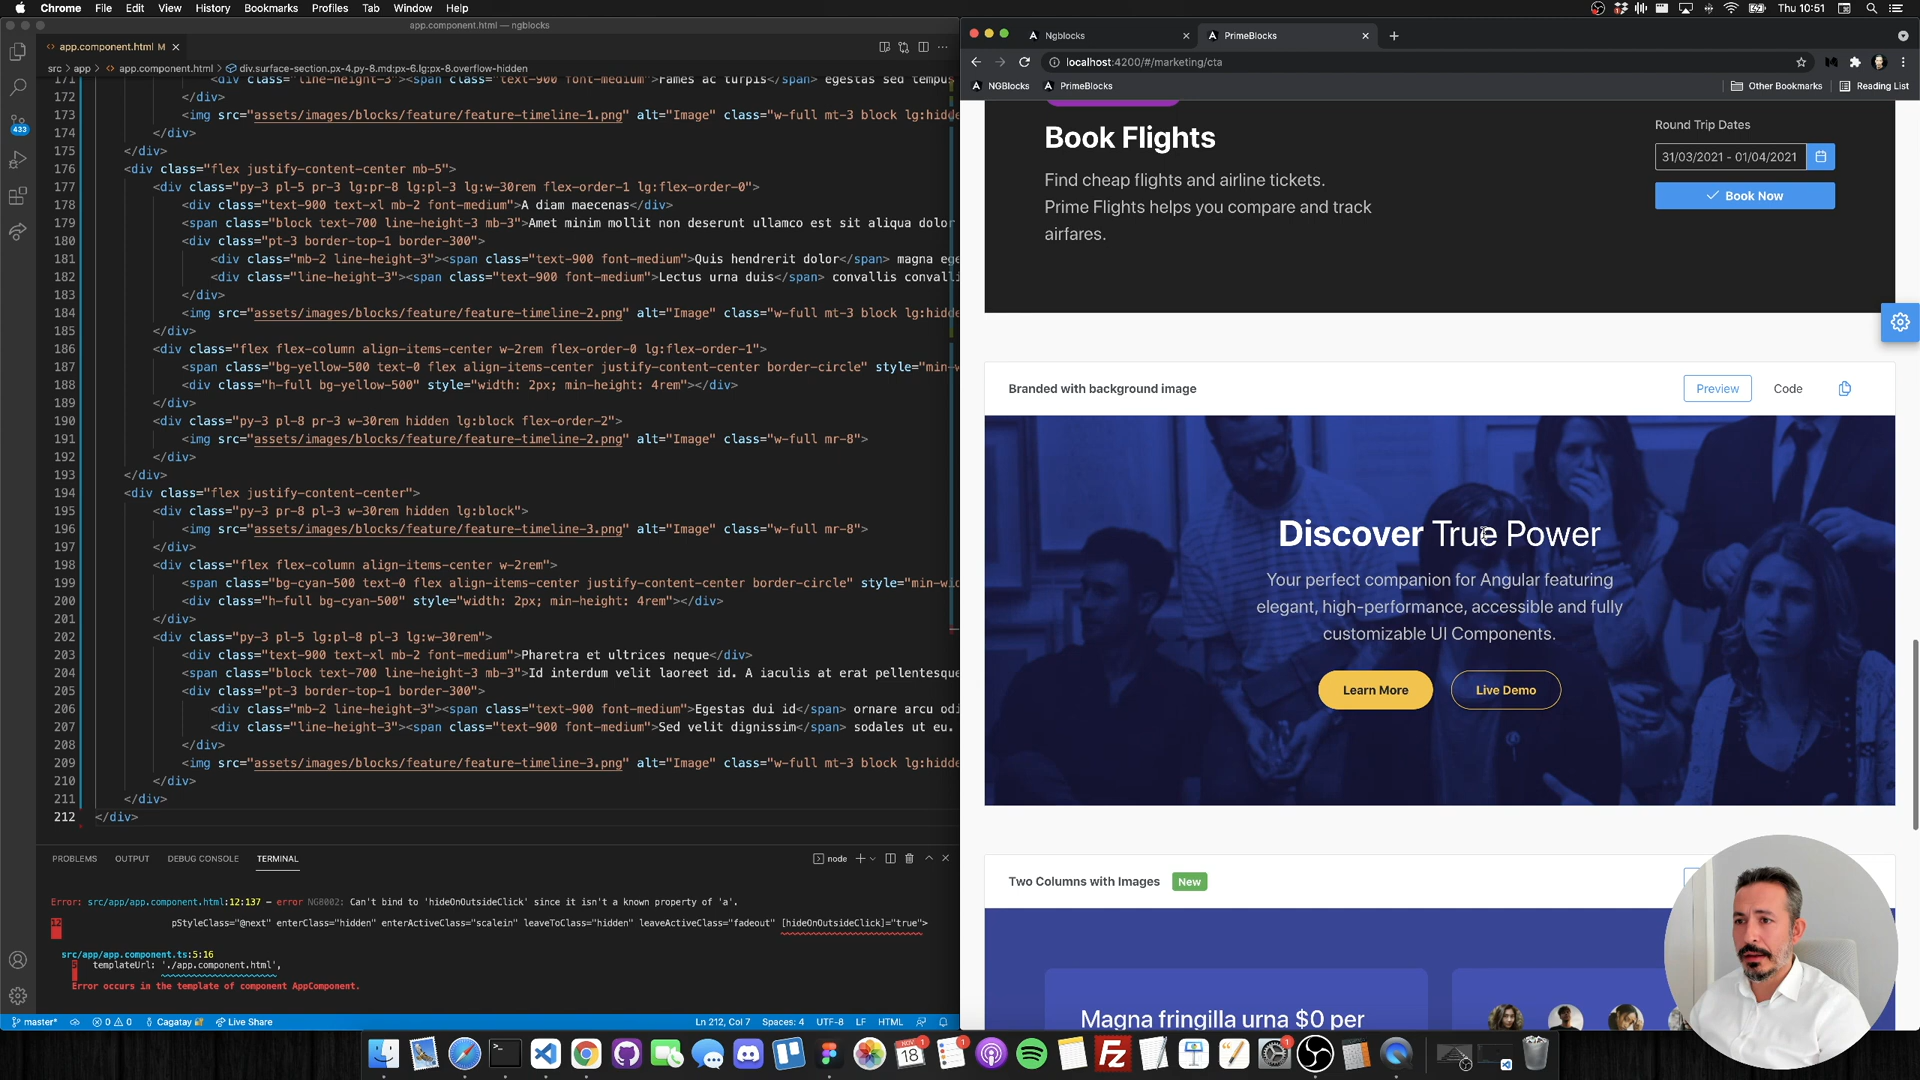 Chrome File Edit View History Bookmarks Profiles Tab Window Help Thu 10:51
app.component.html — ngblocks
app.component.html M
src > app > app.component.html > div.surface-section.px-4.py-8.md:px-6.lg:px-8.overflow-hidden
171 <div class="line-height-3"><span class="text-900 font-medium">Fames ac turpis</span> egestas sed tempus
172 </div>
173 <img src="assets/images/blocks/feature/feature-timeline-1.png" alt="Image" class="w-full mt-3 block lg:hidde
174 </div>
175 </div>
176 <div class="flex justify-content-center mb-5">
177 <div class="py-3 pl-5 pr-3 lg:pr-8 lg:pl-3 lg:w-30rem flex-order-1 lg:flex-order-0">
178 <div class="text-900 text-xl mb-2 font-medium">A diam maecenas</div>
179 <span class="block text-700 line-height-3 mb-3">Amet minim mollit non deserunt ullamco est sit aliqua dolor
180 <div class="pt-3 border-top-1 border-300">
181 <div class="mb-2 line-height-3"><span class="text-900 font-medium">Quis hendrerit dolor</span> magna ege
182 <div class="line-height-3"><span class="text-900 font-medium">Lectus urna duis</span> convallis convalli
183 </div>
184 <img src="assets/images/blocks/feature/feature-timeline-2.png" alt="Image" class="w-full mt-3 block lg:hidde
185 </div>
186 <div class="flex flex-column align-items-center w-2rem flex-order-0 lg:flex-order-1">
187 <span class="bg-yellow-500 text-0 flex align-items-center justify-content-center border-circle" style="min-w
188 <div class="h-full bg-yellow-500" style="width: 2px; min-height: 4rem"></div>
189 </div>
190 <div class="py-3 pl-8 pr-3 w-30rem hidden lg:block flex-order-2">
191 <img src="assets/images/blocks/feature/feature-timeline-2.png" alt="Image" class="w-full mr-8">
192 </div>
193 </div>
194 <div class="flex justify-content-center">
195 <div class="py-3 pr-8 pl-3 w-30rem hidden lg:block">
196 <img src="assets/images/blocks/feature/feature-timeline-3.png" alt="Image" class="w-full mr-8">
197 </div>
198 <div class="flex flex-column align-items-center w-2rem">
199 <span class="bg-cyan-500 text-0 flex align-items-center justify-content-center border-circle" style="min-wi
200 <div class="h-full bg-cyan-500" style="width: 2px; min-height: 4rem"></div>
201 </div>
202 <div class="py-3 pl-5 lg:pl-8 pl-3 lg:w-30rem">
203 <div class="text-900 text-xl mb-2 font-medium">Pharetra et ultrices neque</div>
204 <span class="block text-700 line-height-3 mb-3">Id interdum velit laoreet id. A iaculis at erat pellentesque
205 <div class="pt-3 border-top-1 border-300">
206 <div class="mb-2 line-height-3"><span class="text-900 font-medium">Egestas dui id</span> ornare arcu odi
207 <div class="line-height-3"><span class="text-900 font-medium">Sed velit dignissim</span> sodales ut eu.
208 </div>
209 <img src="assets/images/blocks/feature/feature-timeline-3.png" alt="Image" class="w-full mt-3 block lg:hidde
210 </div>
211 </div>
212 </div>
433
PROBLEMS OUTPUT DEBUG CONSOLE TERMINAL node
Error: src/app/app.component.html:12:137 - error NG8002: Can't bind to 'hideOnOutsideClick' since it isn't a known property of 'a'.
12 pStyleClass="@next" enterClass="hidden" enterActiveClass="scalein" leaveToClass="hidden" leaveActiveClass="fadeout" [hideOnOutsideClick]="true">
src/app/app.component.ts:5:16
5 templateUrl: './app.component.html',
Error occurs in the template of component AppComponent.
master* 0 0 Cagatay Live Share Ln 212, Col 7 Spaces: 4 UTF-8 LF HTML
Ngblocks PrimeBlocks
localhost:4200/#/marketing/cta
NGBlocks PrimeBlocks Other Bookmarks Reading List
Book Flights
Find cheap flights and airline tickets.
Prime Flights helps you compare and track
airfares.
Round Trip Dates
31/03/2021 - 01/04/2021
Book Now
Branded with background image Preview Code
Discover True Power
Your perfect companion for Angular featuring
elegant, high-performance, accessible and fully
customizable UI Components.
Learn More Live Demo
Two Columns with Images New
Magna fringilla urna $0 per
NOV 18 1 1 1